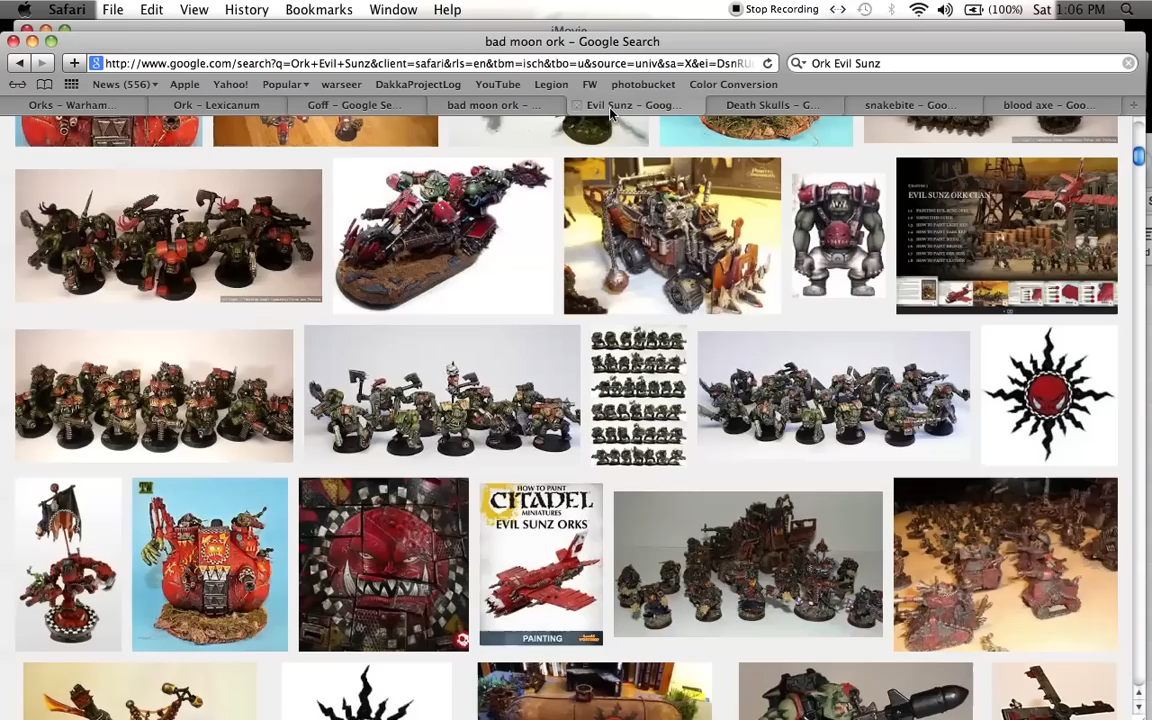 Safari File Edit View History Bookmarks Window Help Stop Recording (100%) Sat 1:06 PM
iMovie
bad moon ork – Google Search
http://www.google.com/search?q=Ork+Evil+Sunz&client=safari&rls=en&tbm=isch&tbo=u&source=univ&sa=X&ei=DsnRU Ork Evil Sunz
News (556) Apple Yahoo! Popular warseer DakkaProjectLog YouTube Legion FW photobucket Color Conversion
Orks – Warham... Ork – Lexicanum Goff – Google Se... bad moon ork – ... Evil Sunz – Goog... Death Skulls – G... snakebite – Goo... blood axe – Goo...
EVIL SUNZ ORK CLAN
HOW TO PAINT
CITADEL
MINIATURES
EVIL SUNZ ORKS
PAINTING